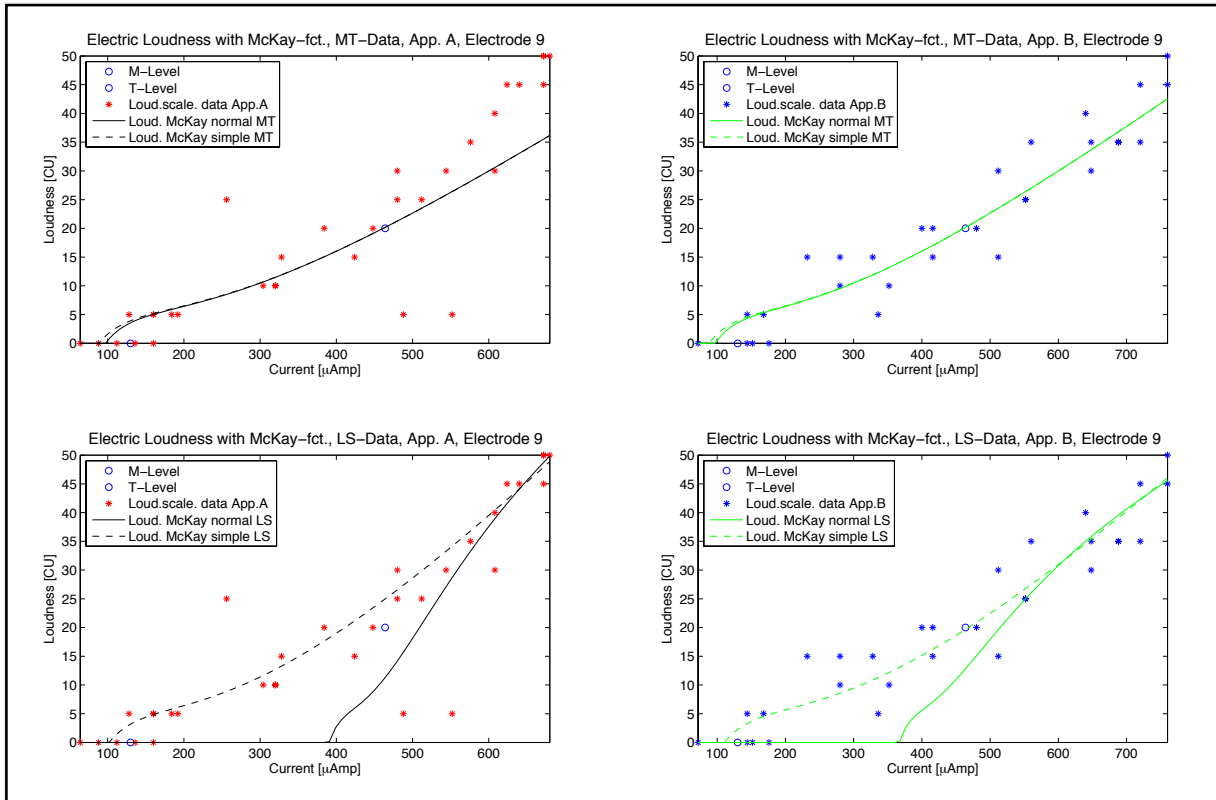 Electric Loudness with McKay-fct., MT-Data, App. A, Electrode 9
50
45
40
35
30
25
20
15
10
5
0
Loudness [CU]
M-Level
T-Level
Loud.scale. data App.A
Loud. McKay normal MT
Loud. McKay simple MT
100 200 300 400 500 600
Current [μAmp]
Electric Loudness with McKay-fct., MT-Data, App. B, Electrode 9
50
45
40
35
30
25
20
15
10
5
0
Loudness [CU]
M-Level
T-Level
Loud.scale. data App.B
Loud. McKay normal MT
Loud. McKay simple MT
100 200 300 400 500 600 700
Current [μAmp]
Electric Loudness with McKay-fct., LS-Data, App. A, Electrode 9
50
45
40
35
30
25
20
15
10
5
0
Loudness [CU]
M-Level
T-Level
Loud.scale. data App.A
Loud. McKay normal LS
Loud. McKay simple LS
100 200 300 400 500 600
Current [μAmp]
Electric Loudness with McKay-fct., LS-Data, App. B, Electrode 9
50
45
40
35
30
25
20
15
10
5
0
Loudness [CU]
M-Level
T-Level
Loud.scale. data App.B
Loud. McKay normal LS
Loud. McKay simple LS
100 200 300 400 500 600 700
Current [μAmp]